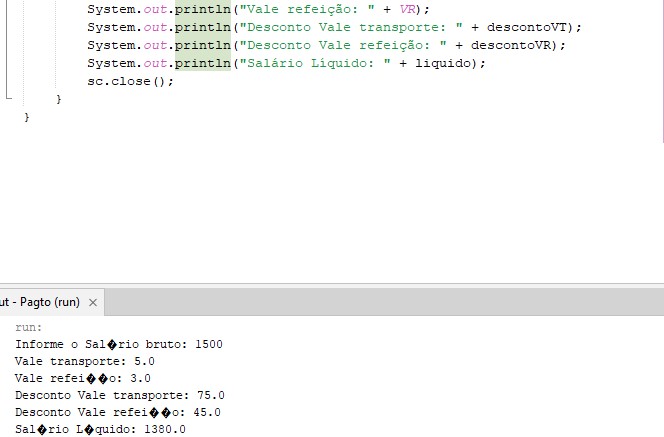 System.out.println("Vale refeição: " + VR);
System.out.println("Desconto Vale transporte: " + descontoVT);
System.out.println("Desconto Vale refeição: " + descontoVR);
System.out.println("Salário Líquido: " + liquido);
sc.close();
}
}
ut - Pagto (run) ×
run:
Informe o Sal�rio bruto: 1500
Vale transporte: 5.0
Vale refei��o: 3.0
Desconto Vale transporte: 75.0
Desconto Vale refei��o: 45.0
Sal�rio L�quido: 1380.0